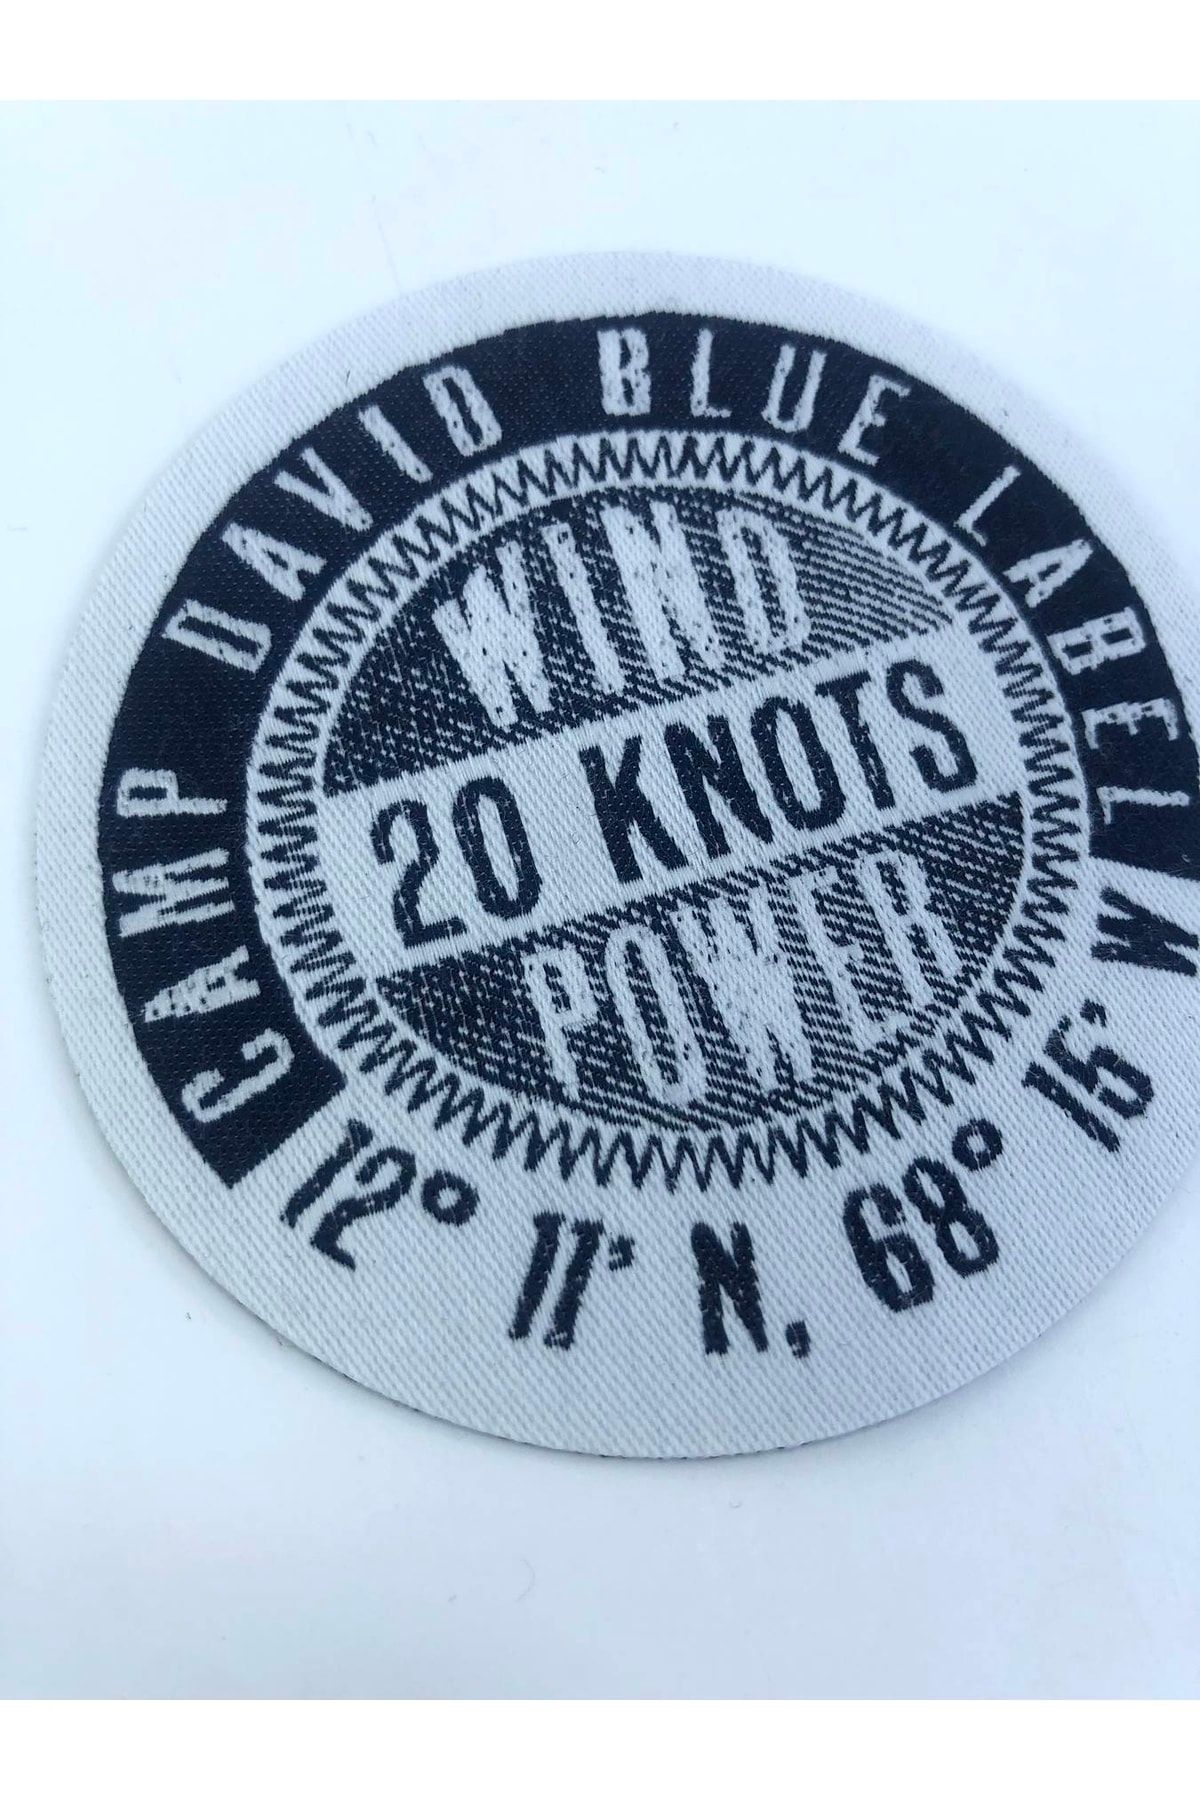 CAMP DAVID BLUE LABEL
WIND
20 KNOTS
POWER
12° 11' N, 68° 15' W